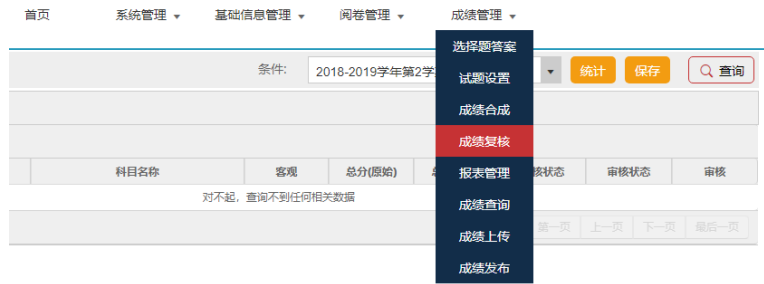 首页 系统管理 基础信息管理 阅卷管理 成绩管理
选择题答案
条件: 2018-2019学年第2学 统计 保存 查询
试题设置
成绩合成
成绩复核
科目名称 客观 总分(原始) 核状态 审核状态 审核
报表管理
对不起，查询不到任何相关数据
成绩查询
第一页 上一页 下一页 最后一页
成绩上传
成绩发布